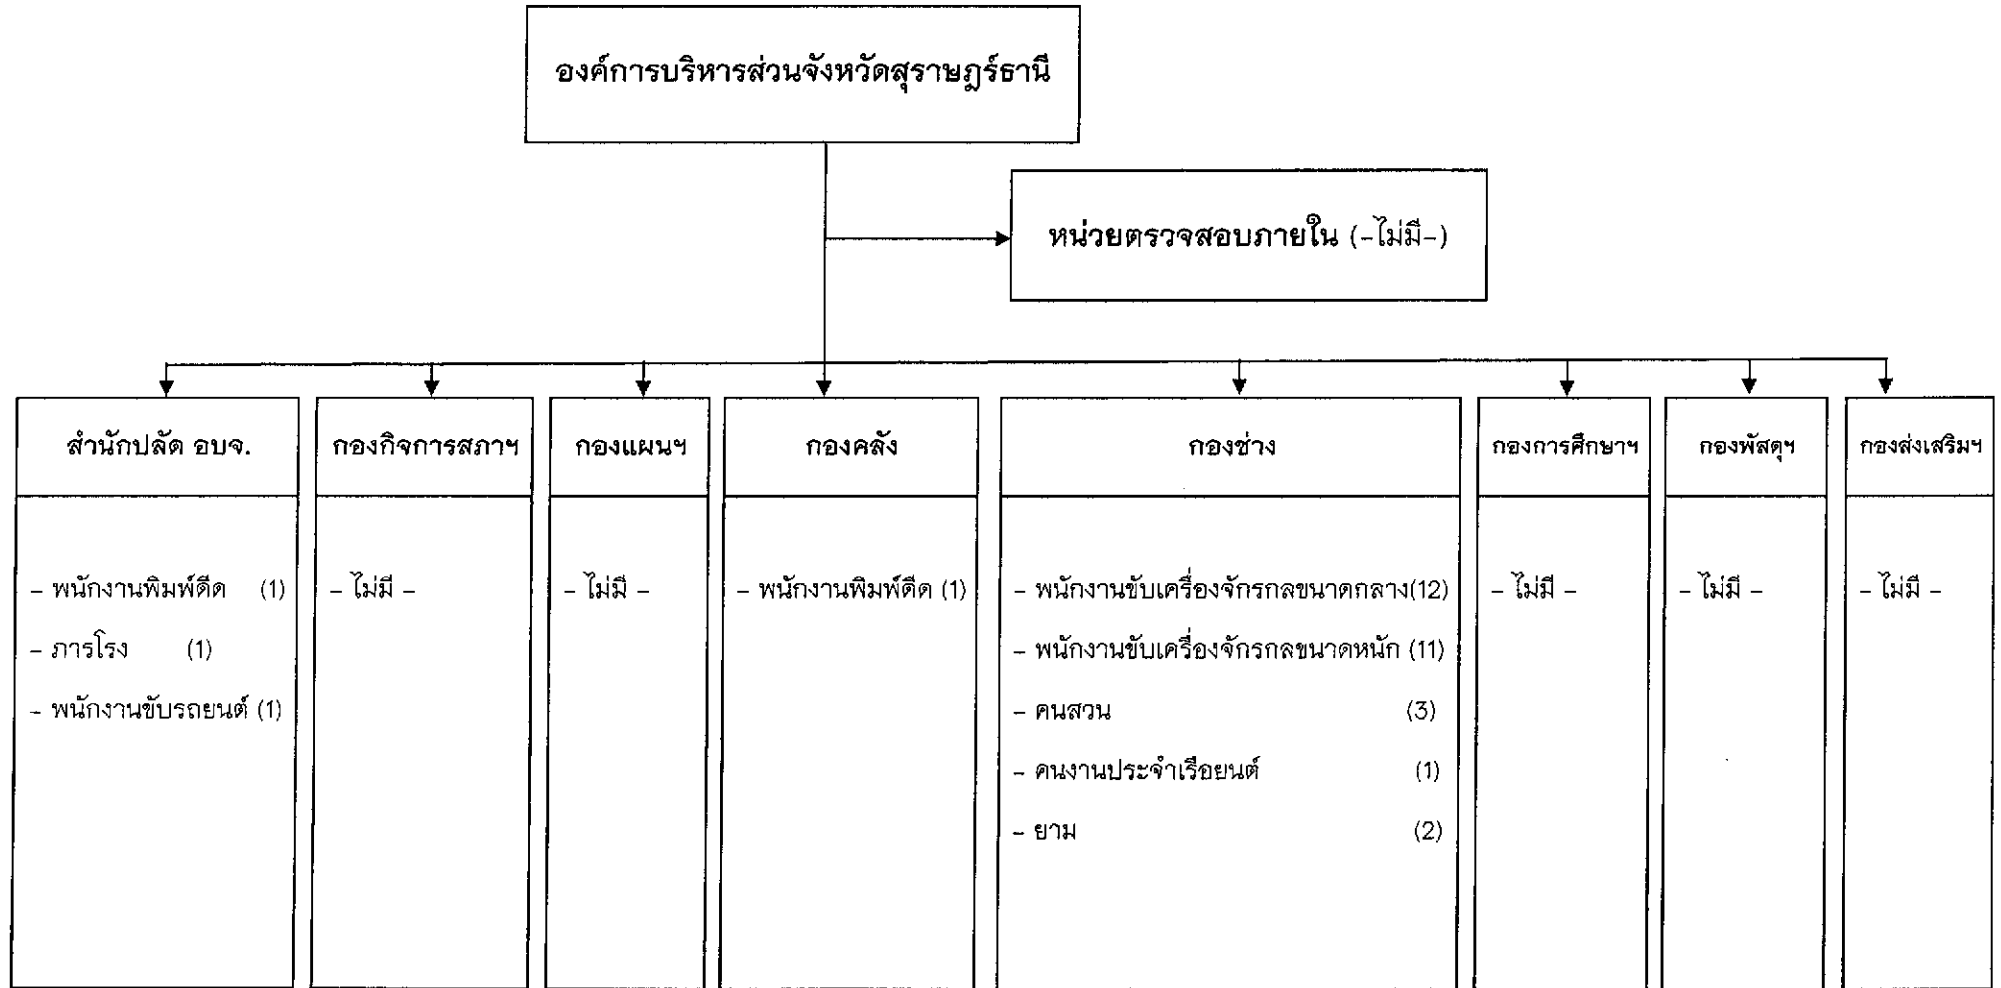 องค์การบริหารส่วนจังหวัดสุราษฎร์ธานี
หน่วยตรวจสอบภายใน (-ไม่มี-)
สำนักปลัด อบจ.
- พนักงานพิมพ์ดีด (1)
- ภารโรง (1)
- พนักงานขับรถยนต์ (1)
กองกิจการสภาฯ
- ไม่มี -
กองแผนฯ
- ไม่มี -
กองคลัง
- พนักงานพิมพ์ดีด (1)
กองช่าง
- พนักงานขับเครื่องจักรกลขนาดกลาง(12)
- พนักงานขับเครื่องจักรกลขนาดหนัก (11)
- คนสวน (3)
- คนงานประจำเรือยนต์ (1)
- ยาม (2)
กองการศึกษาฯ
- ไม่มี -
กองพัสดุฯ
- ไม่มี -
กองส่งเสริมฯ
- ไม่มี -